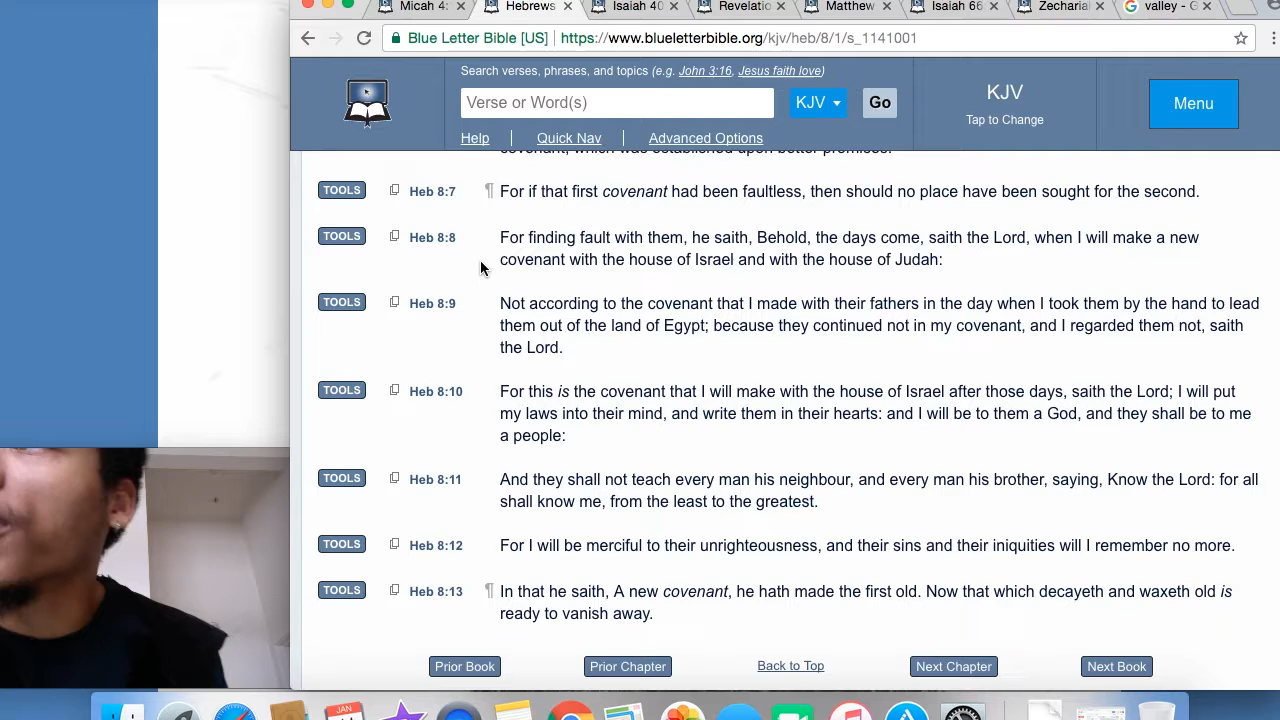 Micah 4:
Hebrews
Isaiah 40
Revelatio
Matthew
Isaiah 66
Zecharia
valley - G
Blue Letter Bible [US]
https://www.blueletterbible.org/kjv/heb/8/1/s_1141001
Search verses, phrases, and topics (e.g. John 3:16, Jesus faith love)
Verse or Word(s)
KJV
Go
KJV
Tap to Change
Menu
Help
Quick Nav
Advanced Options
covenant, which was established upon better promises.
TOOLS Heb 8:7 ¶ For if that first covenant had been faultless, then should no place have been sought for the second.
TOOLS Heb 8:8 For finding fault with them, he saith, Behold, the days come, saith the Lord, when I will make a new
covenant with the house of Israel and with the house of Judah:
TOOLS Heb 8:9 Not according to the covenant that I made with their fathers in the day when I took them by the hand to lead
them out of the land of Egypt; because they continued not in my covenant, and I regarded them not, saith
the Lord.
TOOLS Heb 8:10 For this is the covenant that I will make with the house of Israel after those days, saith the Lord; I will put
my laws into their mind, and write them in their hearts: and I will be to them a God, and they shall be to me
a people:
TOOLS Heb 8:11 And they shall not teach every man his neighbour, and every man his brother, saying, Know the Lord: for all
shall know me, from the least to the greatest.
TOOLS Heb 8:12 For I will be merciful to their unrighteousness, and their sins and their iniquities will I remember no more.
TOOLS Heb 8:13 ¶ In that he saith, A new covenant, he hath made the first old. Now that which decayeth and waxeth old is
ready to vanish away.
Prior Book
Prior Chapter
Back to Top
Next Chapter
Next Book
JAN